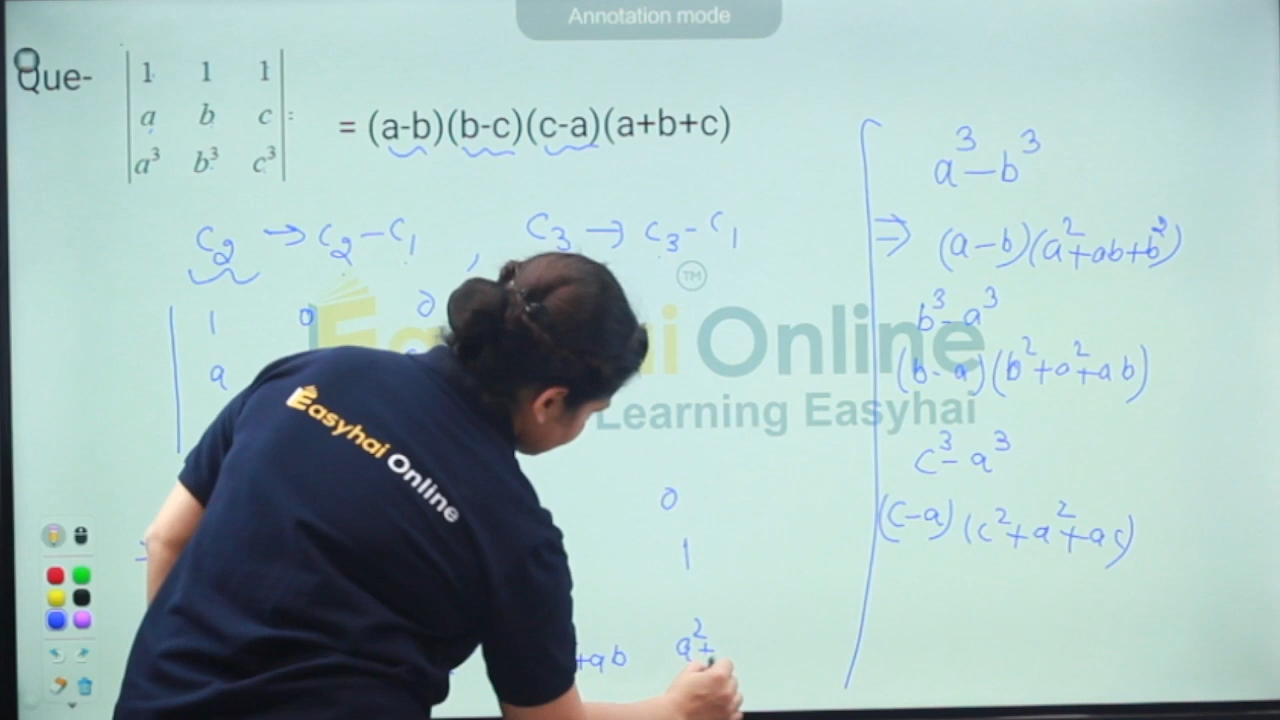 Annotation mode
Que- | 1 1 1 |
| a b c | :
| a³ b³ c³ |
= (a-b)(b-c)(c-a)(a+b+c)
C₂ → C₂ - C₁ , C₃ → C₃ - C₁
| 1 0 0
| a
0
1
+ab a²+
a³ - b³
⇒ (a-b)(a²+ab+b²)
b³ - a³
(b-a)(b²+a²+ab)
c³ - a³
(c-a)(c²+a²+ac)
Online
TM
Learning Easyhai
Easyhai Online